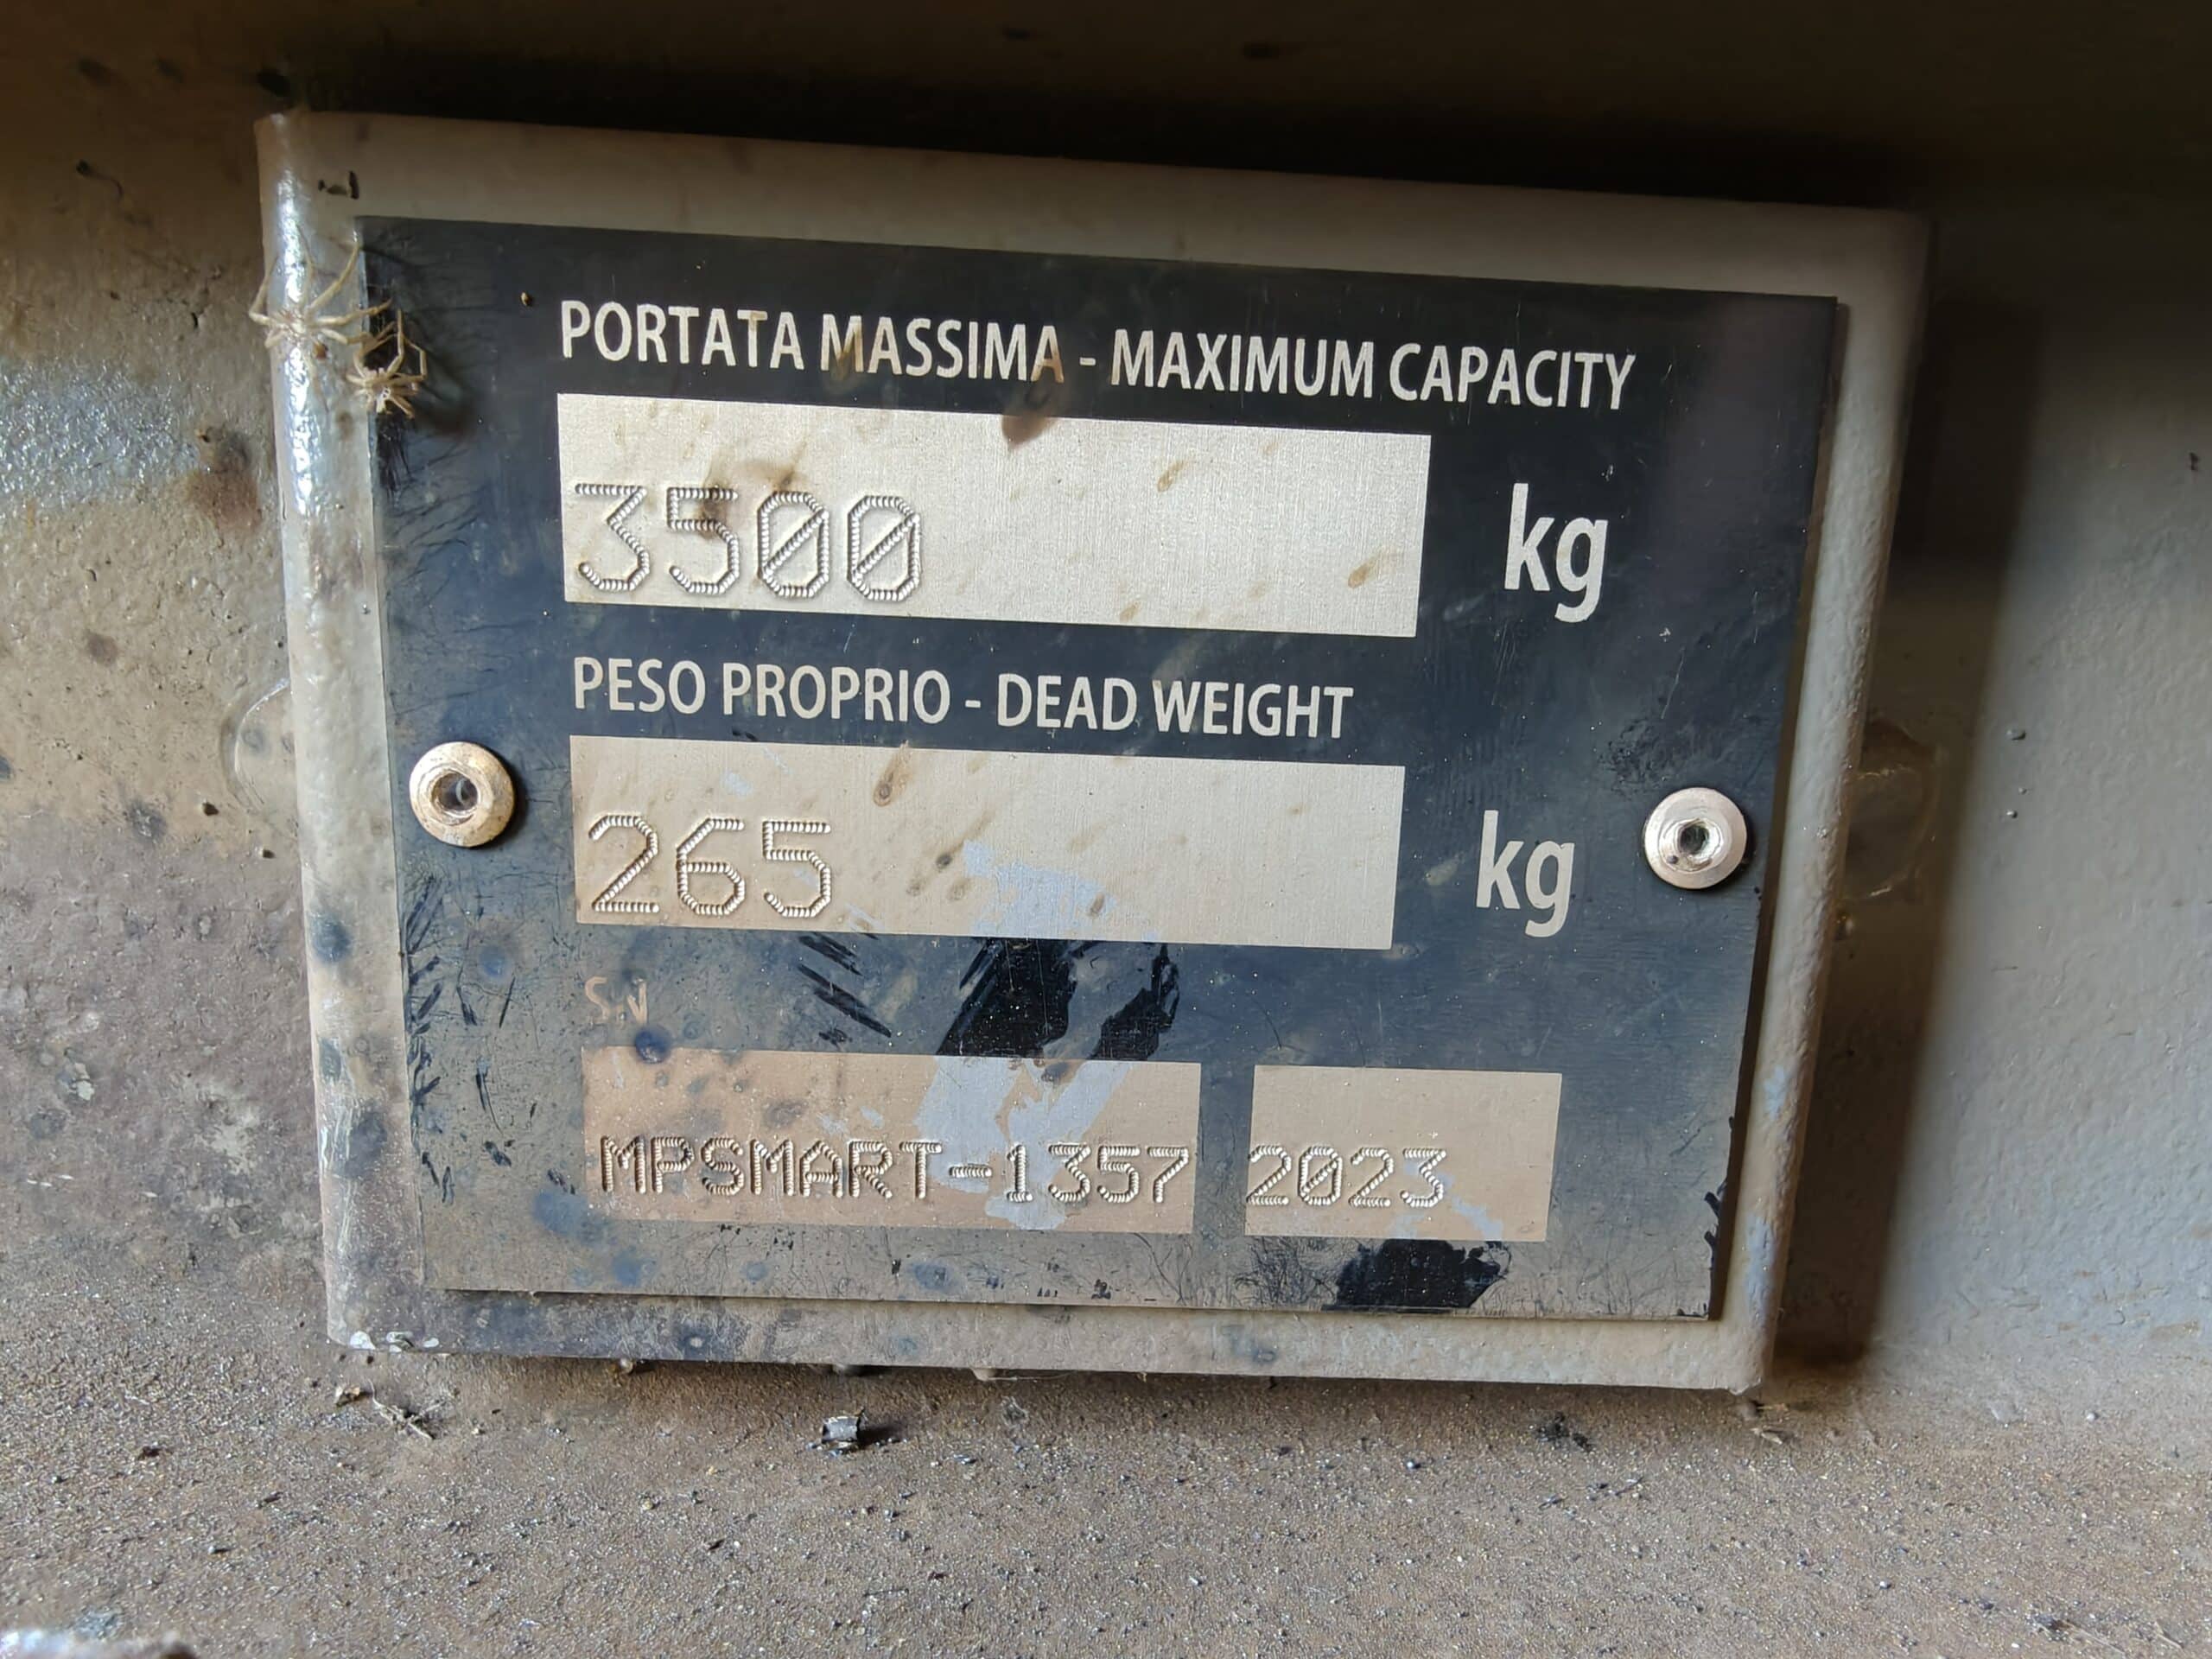 PORTATA MASSIMA - MAXIMUM CAPACITY
3500 kg
PESO PROPRIO - DEAD WEIGHT
265 kg
S.N
MPSMART-1357 2023